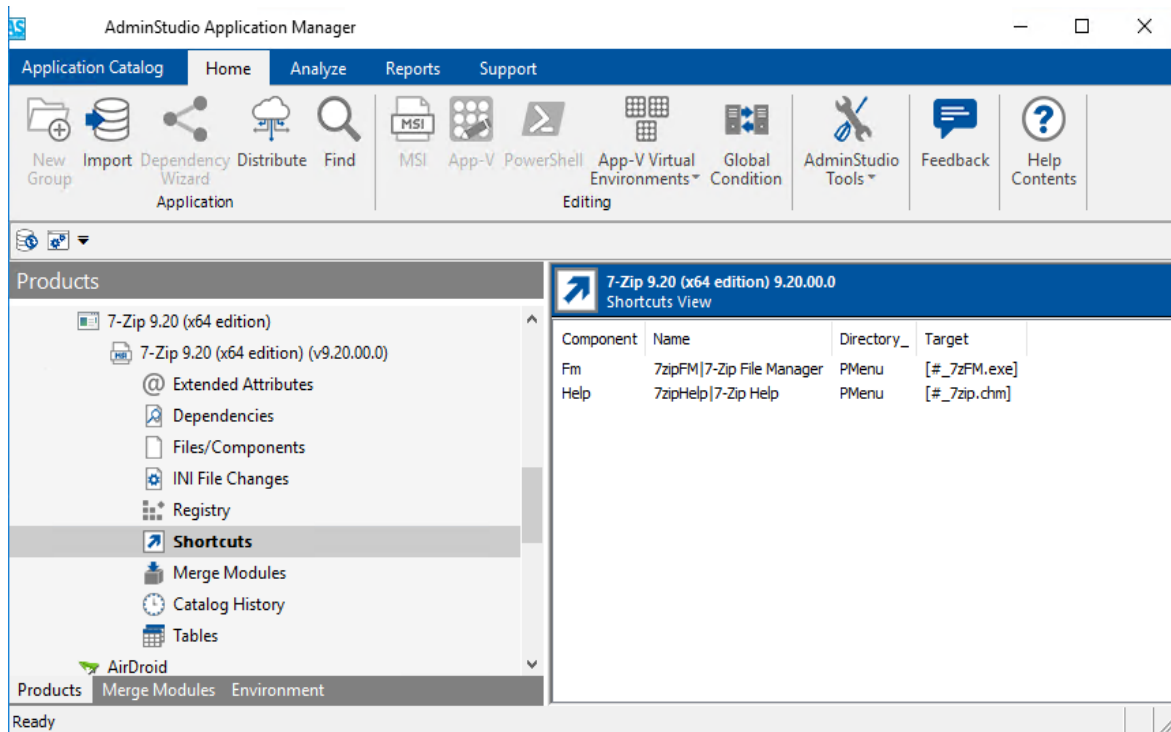 AS AdminStudio Application Manager
Application Catalog Home Analyze Reports Support
New Group Import Dependency Wizard Distribute Find
Application
MSI MSI App-V PowerShell App-V Virtual Environments Global Condition
Editing
AdminStudio Tools
Feedback
Help Contents
Products
7-Zip 9.20 (x64 edition)
7-Zip 9.20 (x64 edition) (v9.20.00.0)
Extended Attributes
Dependencies
Files/Components
INI File Changes
Registry
Shortcuts
Merge Modules
Catalog History
Tables
AirDroid
Products Merge Modules Environment
7-Zip 9.20 (x64 edition) 9.20.00.0
Shortcuts View
Component Name Directory_ Target
Fm 7zipFM|7-Zip File Manager PMenu [#_7zFM.exe]
Help 7zipHelp|7-Zip Help PMenu [#_7zip.chm]
Ready